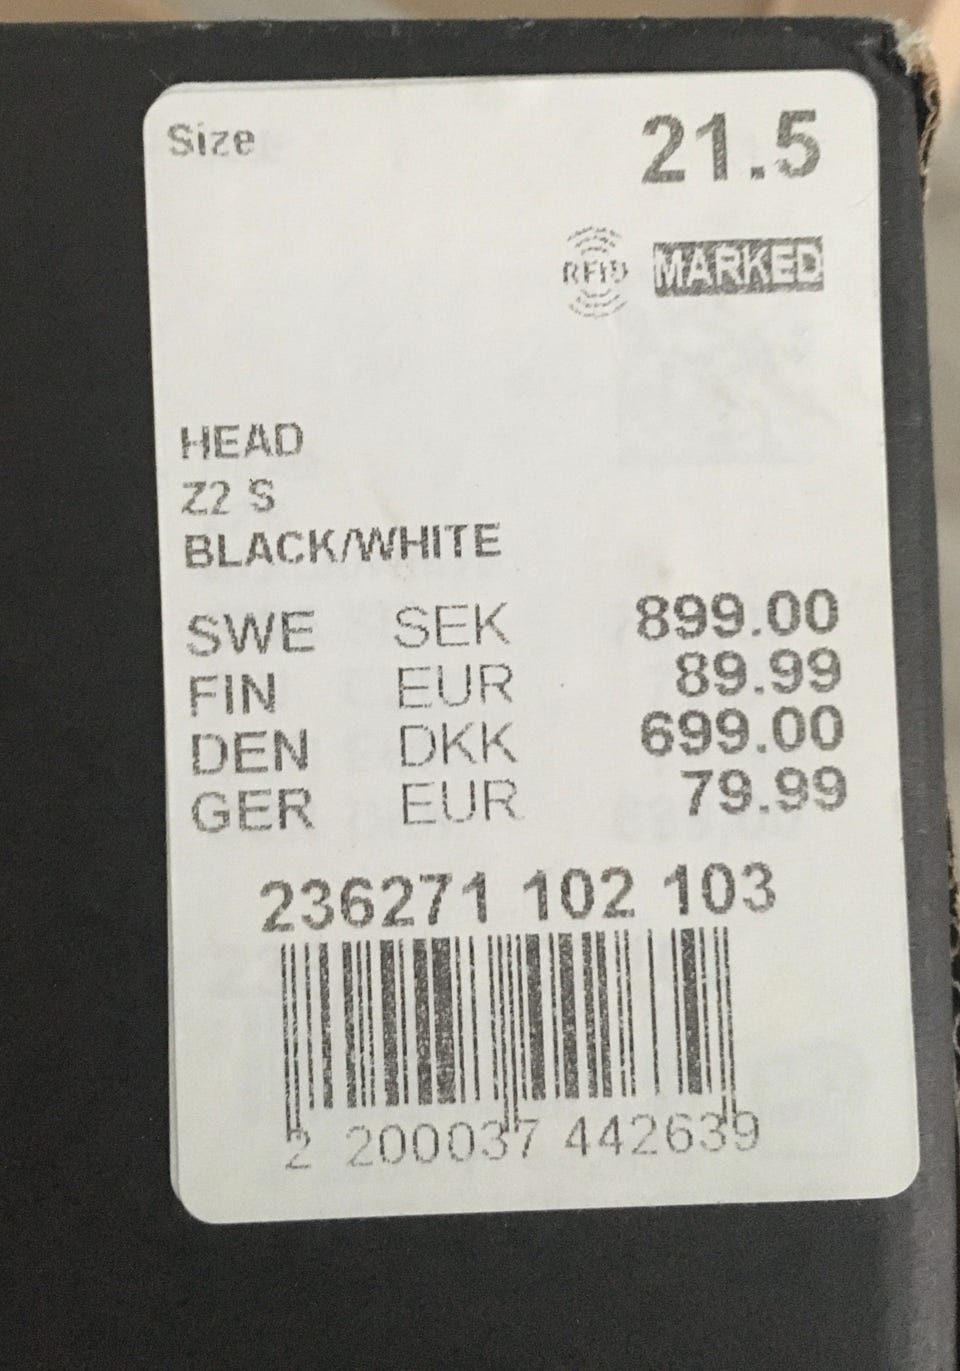 Size 21.5
RFID MARKED
HEAD
Z2 S
BLACK/WHITE
SWE SEK 899.00
FIN EUR 89.99
DEN DKK 699.00
GER EUR 79.99
236271 102 103
2 200037 442639